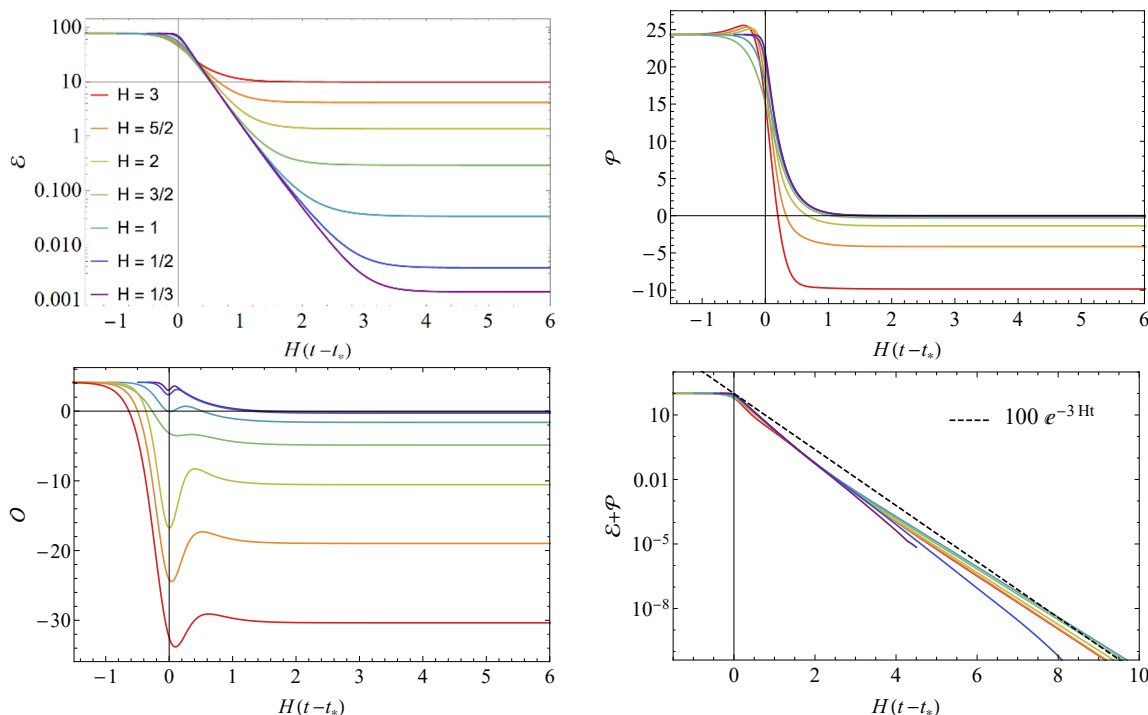 100
10
1
0.100
0.010
0.001
ℰ
H = 3
H = 5/2
H = 2
H = 3/2
H = 1
H = 1/2
H = 1/3
-1 0 1 2 3 4 5 6
H(t-t*)
25
20
15
10
5
0
-5
-10
𝒫
-1 0 1 2 3 4 5 6
H(t-t*)
0
-10
-20
-30
𝒪
-1 0 1 2 3 4 5 6
H(t-t*)
10
0.01
10⁻⁵
10⁻⁸
ℰ+𝒫
100 ℯ^(-3 Ht)
0 2 4 6 8 10
H(t-t*)